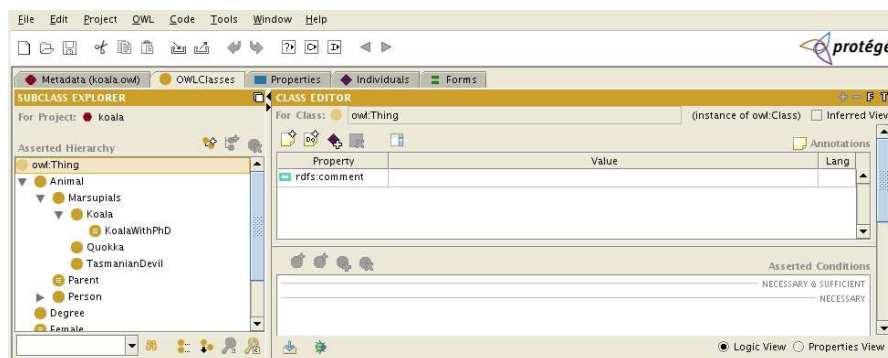 File Edit Project OWL Code Tools Window Help
protégé
Metadata (koala.owl) OWLClasses Properties Individuals Forms
SUBCLASS EXPLORER
For Project: koala
Asserted Hierarchy
owl:Thing
Animal
Marsupials
Koala
KoalaWithPhD
Quokka
TasmanianDevil
Parent
Person
Degree
Female
CLASS EDITOR
For Class: owl:Thing (instance of owl:Class) Inferred View
Annotations
Property Value Lang
rdfs:comment
Asserted Conditions
NECESSARY & SUFFICIENT
NECESSARY
Logic View Properties View